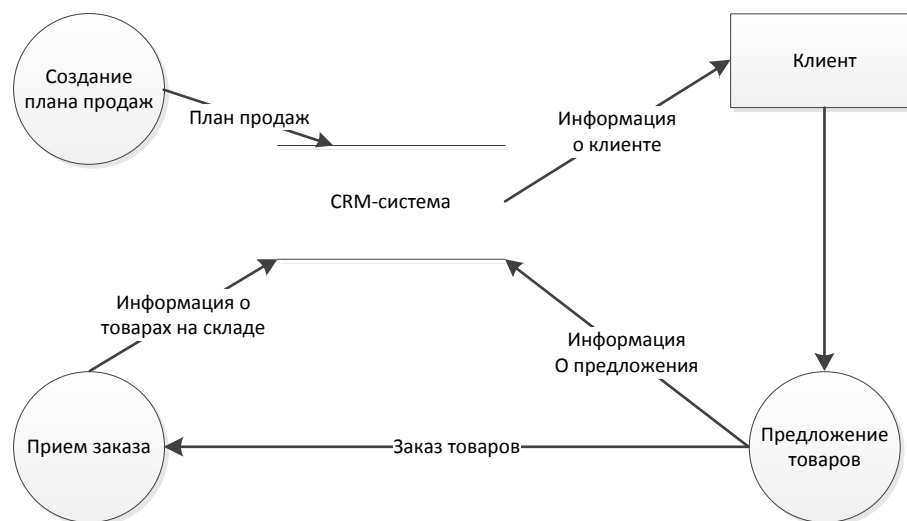 Создание
плана продаж
План продаж
Информация
о клиенте
Клиент
CRM-система
Информация о
товарах на складе
Информация
О предложения
Прием заказа
Заказ товаров
Предложение
товаров